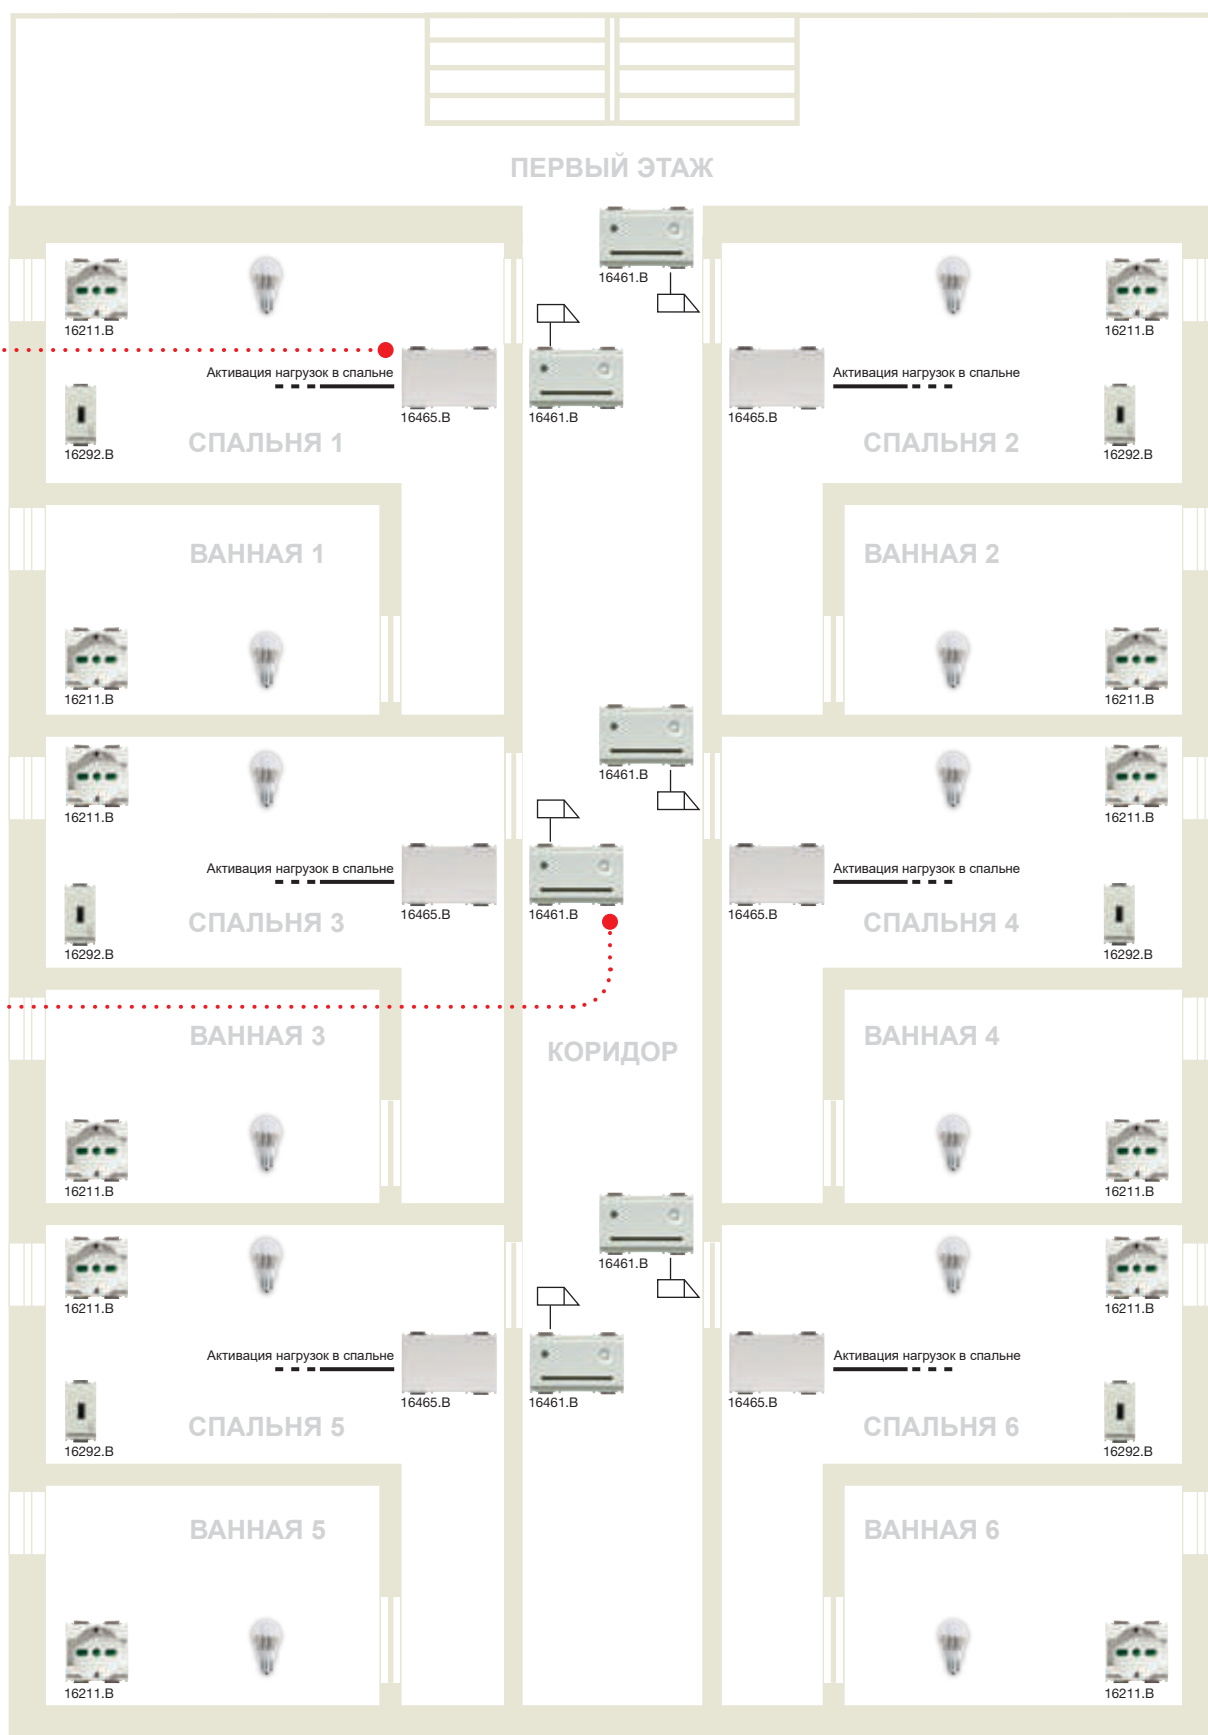 ПЕРВЫЙ ЭТАЖ
16461.B
16211.B
16211.B
Активация нагрузок в спальне
Активация нагрузок в спальне
16465.B
16461.B
16465.B
СПАЛЬНЯ 1
СПАЛЬНЯ 2
16292.B
16292.B
ВАННАЯ 1
ВАННАЯ 2
16211.B
16211.B
16461.B
16211.B
16211.B
Активация нагрузок в спальне
Активация нагрузок в спальне
16465.B
16461.B
16465.B
СПАЛЬНЯ 3
СПАЛЬНЯ 4
16292.B
16292.B
ВАННАЯ 3
ВАННАЯ 4
КОРИДОР
16211.B
16211.B
16461.B
16211.B
16211.B
Активация нагрузок в спальне
Активация нагрузок в спальне
16465.B
16461.B
16465.B
СПАЛЬНЯ 5
СПАЛЬНЯ 6
16292.B
16292.B
ВАННАЯ 5
ВАННАЯ 6
16211.B
16211.B